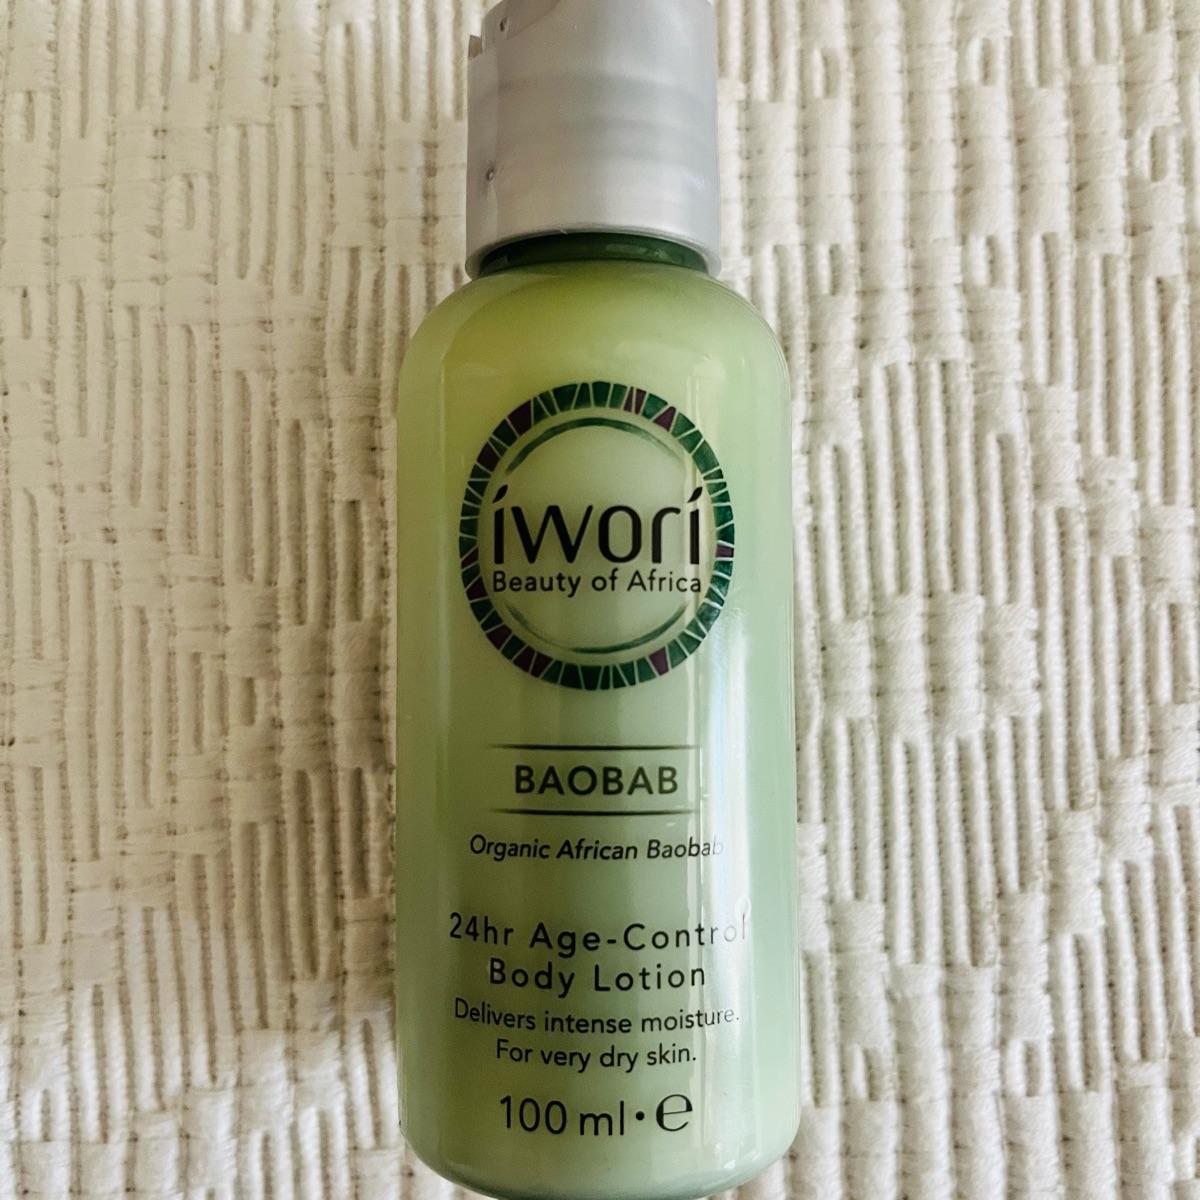 íworí
Beauty of Africa
BAOBAB
Organic African Baobab
24hr Age-Control
Body Lotion
Delivers intense moisture.
For very dry skin.
100 ml · e